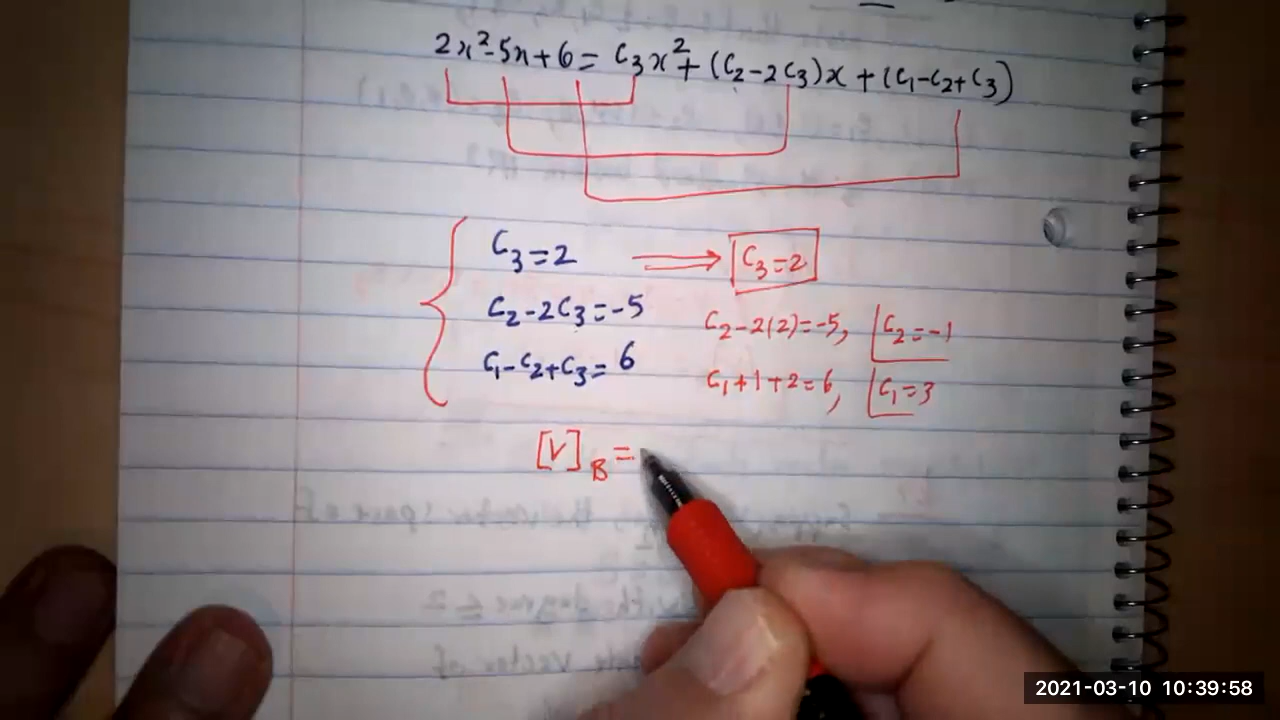 2x²-5x+6 = C₃x²+(C₂-2C₃)x+(C₁-C₂+C₃)
C₃=2 ⟹ C₃=2
C₂-2C₃=-5 C₂-2(2)=-5, C₂=-1
C₁-C₂+C₃=6 C₁+1+2=6, C₁=3
[V]_B =
2021-03-10 10:39:58